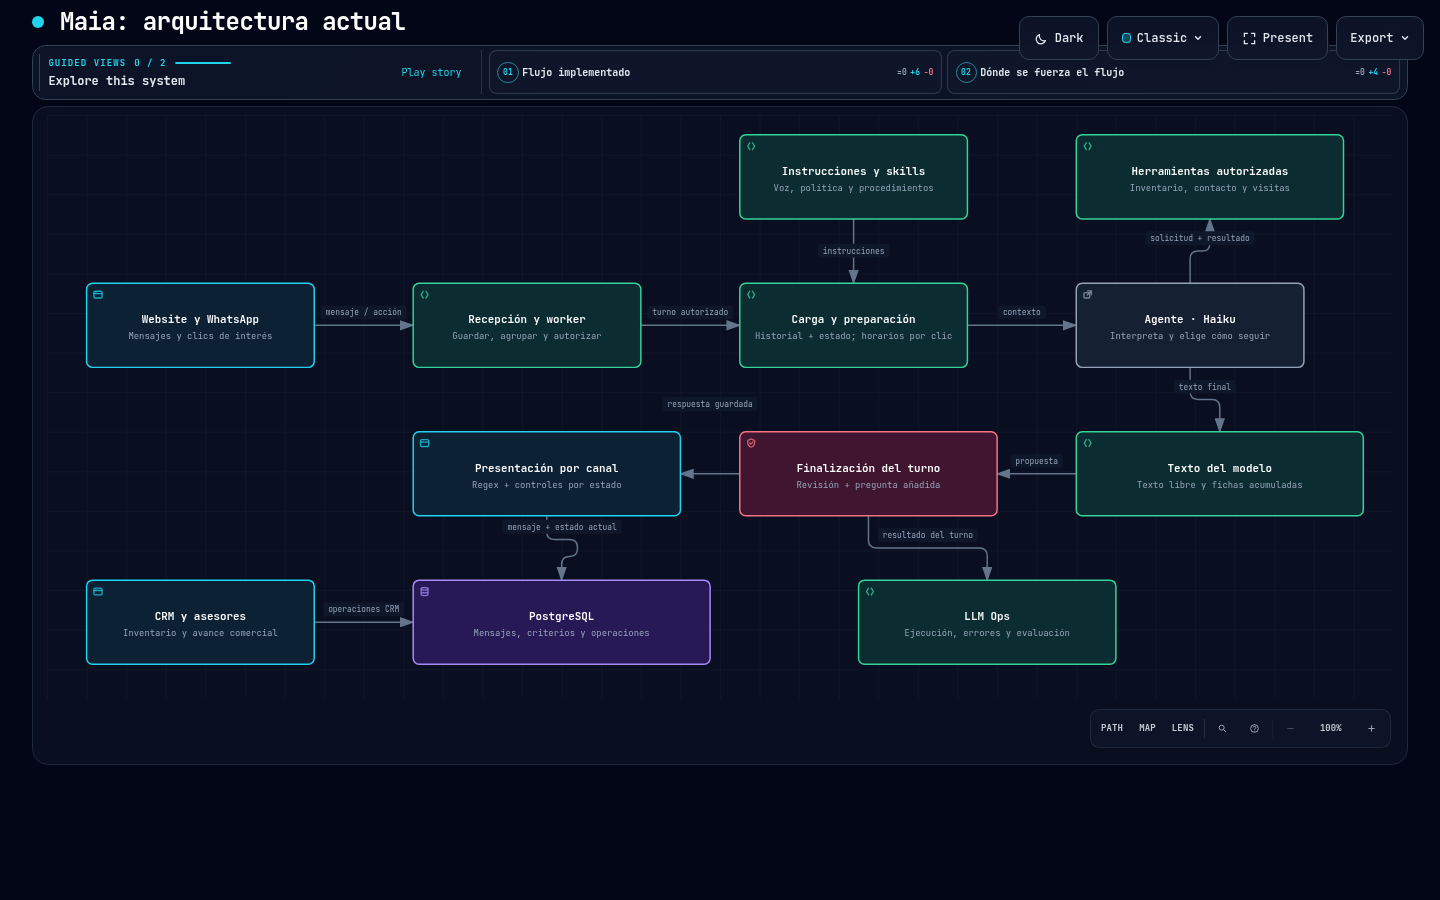 Maia: arquitectura actual
Dark
Classic
Present
Export
GUIDED VIEWS 0 / 2
Explore this system
Play story
01 Flujo implementado =0 +6 -0
02 Dónde se fuerza el flujo =0 +4 -0
Instrucciones y skills
Voz, política y procedimientos
Herramientas autorizadas
Inventario, contacto y visitas
instrucciones
solicitud + resultado
Website y WhatsApp
Mensajes y clics de interés
mensaje / acción
Recepción y worker
Guardar, agrupar y autorizar
turno autorizado
Carga y preparación
Historial + estado; horarios por clic
contexto
Agente · Haiku
Interpreta y elige cómo seguir
texto final
respuesta guardada
Presentación por canal
Regex + controles por estado
Finalización del turno
Revisión + pregunta añadida
propuesta
Texto del modelo
Texto libre y fichas acumuladas
mensaje + estado actual
resultado del turno
CRM y asesores
Inventario y avance comercial
operaciones CRM
PostgreSQL
Mensajes, criterios y operaciones
LLM Ops
Ejecución, errores y evaluación
PATH MAP LENS
100%